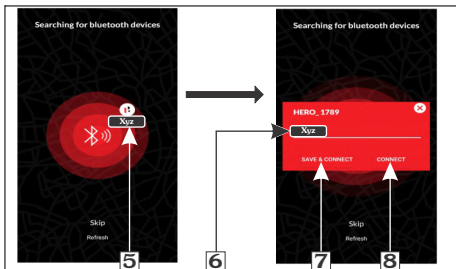 Searching for bluetooth devices
Xyz
Skip
Refresh
5
6
Searching for bluetooth devices
HERO_1789
Xyz
SAVE & CONNECT
CONNECT
Skip
Refresh
7
8